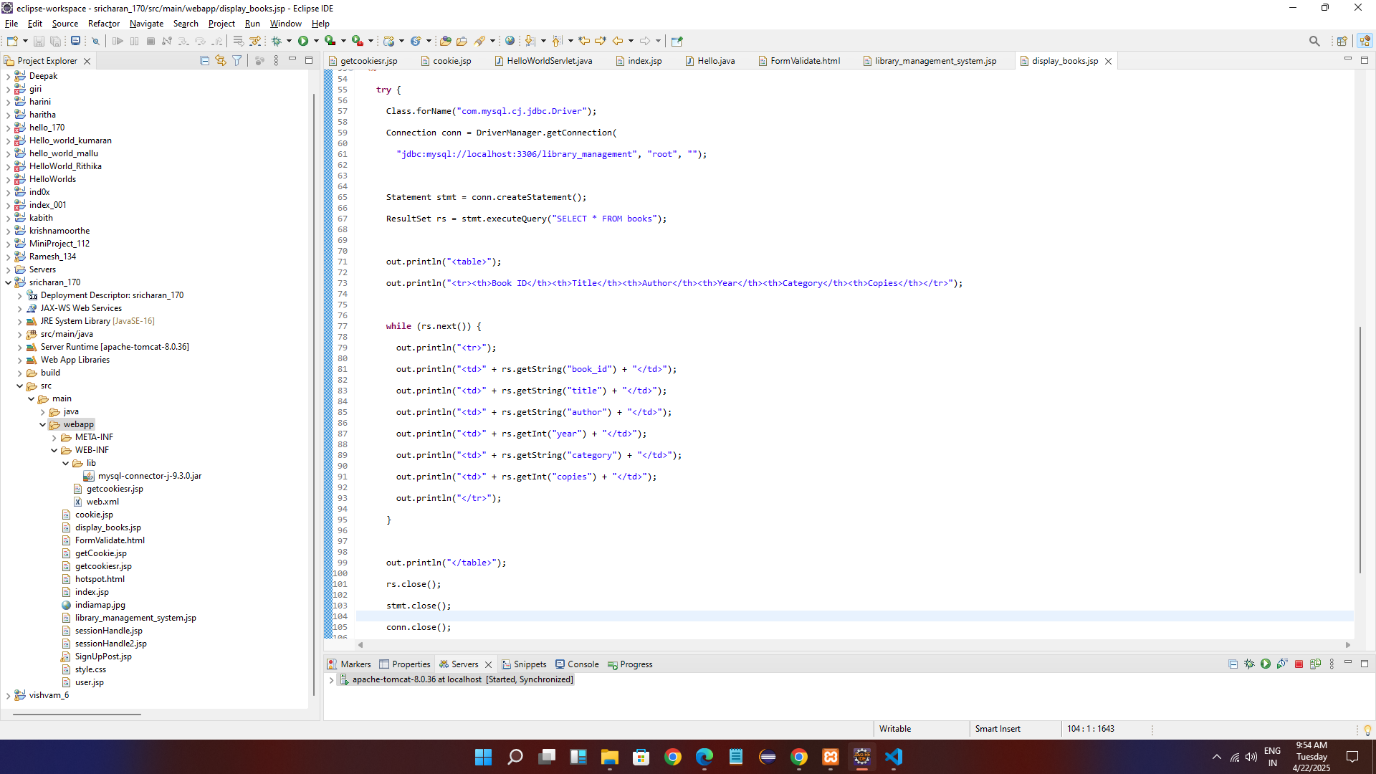 eclipse-workspace - sricharan_170/src/main/webapp/display_books.jsp - Eclipse IDE
File Edit Source Refactor Navigate Search Project Run Window Help
Project Explorer
getcookiesr.jsp cookie.jsp HelloWorldServlet.java index.jsp Hello.java FormValidate.html library_management_system.jsp display_books.jsp
Deepak
giri
harini
haritha
hello_170
Hello_world_kumaran
hello_world_mallu
HelloWorld_Rithika
HelloWorlds
ind0x
index_001
kabith
krishnamoorthe
MiniProject_112
Ramesh_134
Servers
sricharan_170
Deployment Descriptor: sricharan_170
JAX-WS Web Services
JRE System Library [JavaSE-16]
src/main/java
Server Runtime [apache-tomcat-8.0.36]
Web App Libraries
build
src
main
java
webapp
META-INF
WEB-INF
lib
mysql-connector-j-9.3.0.jar
getcookiesr.jsp
web.xml
cookie.jsp
display_books.jsp
FormValidate.html
getCookie.jsp
getcookiesr.jsp
hotspot.html
index.jsp
indiamap.jpg
library_management_system.jsp
sessionHandle.jsp
sessionHandle2.jsp
SignUpPost.jsp
style.css
user.jsp
vishvam_6
54
55 try {
56
57 Class.forName("com.mysql.cj.jdbc.Driver");
58
59 Connection conn = DriverManager.getConnection(
60
61 "jdbc:mysql://localhost:3306/library_management", "root", "");
62
63
64
65 Statement stmt = conn.createStatement();
66
67 ResultSet rs = stmt.executeQuery("SELECT * FROM books");
68
69
70
71 out.println("<table>");
72
73 out.println("<tr><th>Book ID</th><th>Title</th><th>Author</th><th>Year</th><th>Category</th><th>Copies</th></tr>");
74
75
76
77 while (rs.next()) {
78
79 out.println("<tr>");
80
81 out.println("<td>" + rs.getString("book_id") + "</td>");
82
83 out.println("<td>" + rs.getString("title") + "</td>");
84
85 out.println("<td>" + rs.getString("author") + "</td>");
86
87 out.println("<td>" + rs.getInt("year") + "</td>");
88
89 out.println("<td>" + rs.getString("category") + "</td>");
90
91 out.println("<td>" + rs.getInt("copies") + "</td>");
92
93 out.println("</tr>");
94
95 }
96
97
98
99 out.println("</table>");
100
101 rs.close();
102
103 stmt.close();
104
105 conn.close();
Markers Properties Servers Snippets Console Progress
apache-tomcat-8.0.36 at localhost [Started, Synchronized]
Writable Smart Insert 104 : 1 : 1643
ENG
IN
9:54 AM
Tuesday
4/22/2025